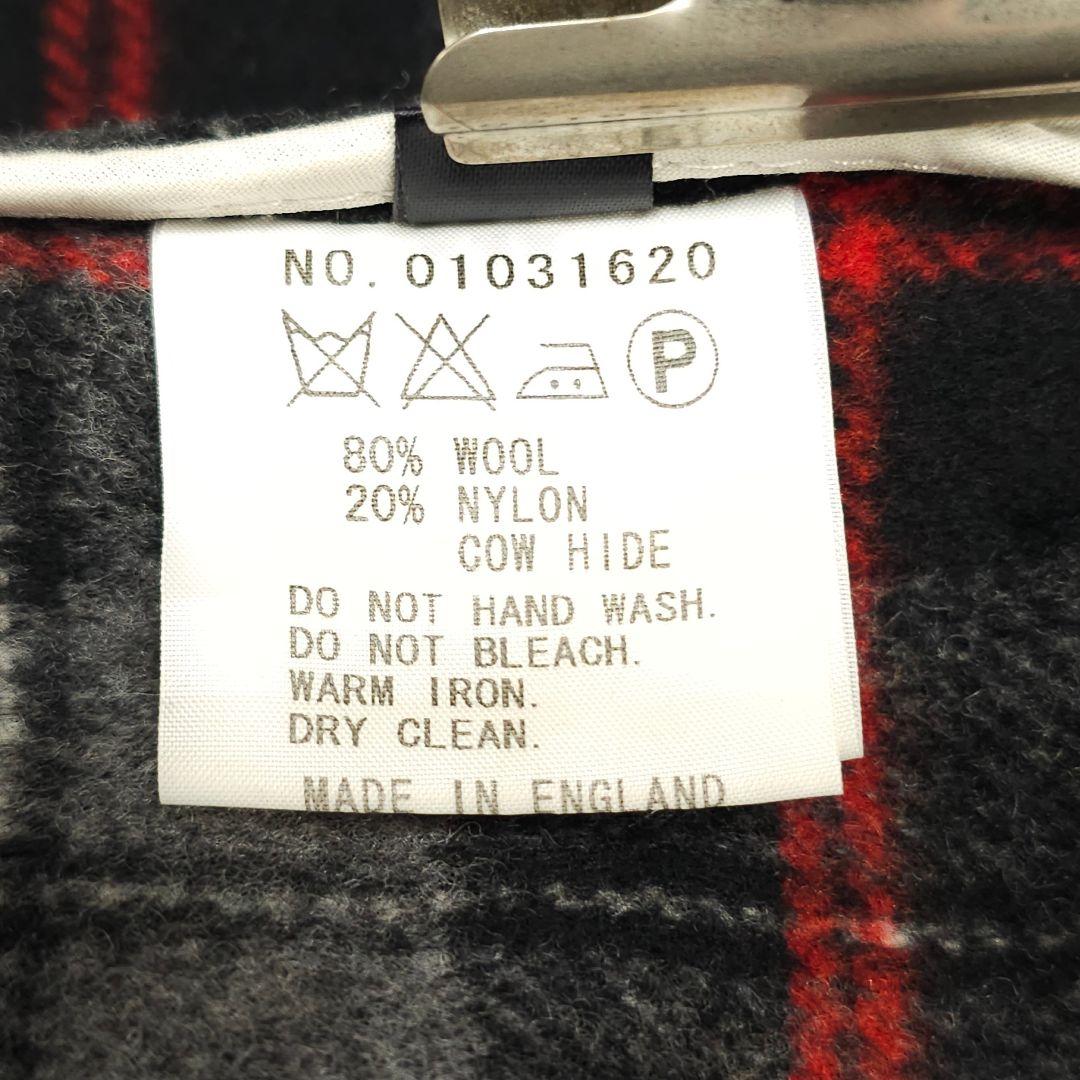 NO. 01031620
P
80% WOOL
20% NYLON
COW HIDE
DO NOT HAND WASH.
DO NOT BLEACH.
WARM IRON.
DRY CLEAN.
MADE IN ENGLAND